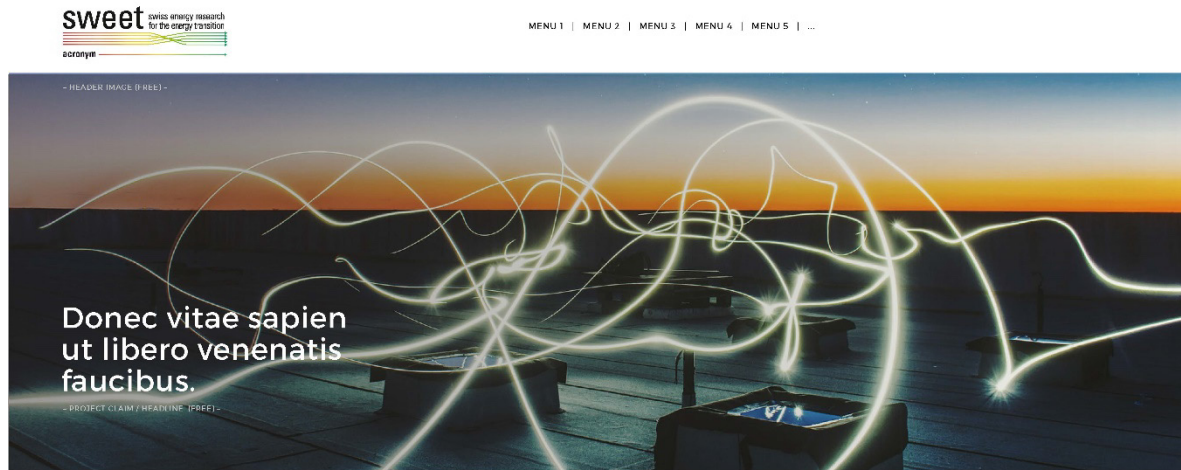 sweet swiss energy research
for the energy transition
acronym
MENU 1 | MENU 2 | MENU 3 | MENU 4 | MENU 5 | ...
– HEADER IMAGE (FREE) –
Donec vitae sapien
ut libero venenatis
faucibus.
– PROJECT CLAIM / HEADLINE (FREE) –